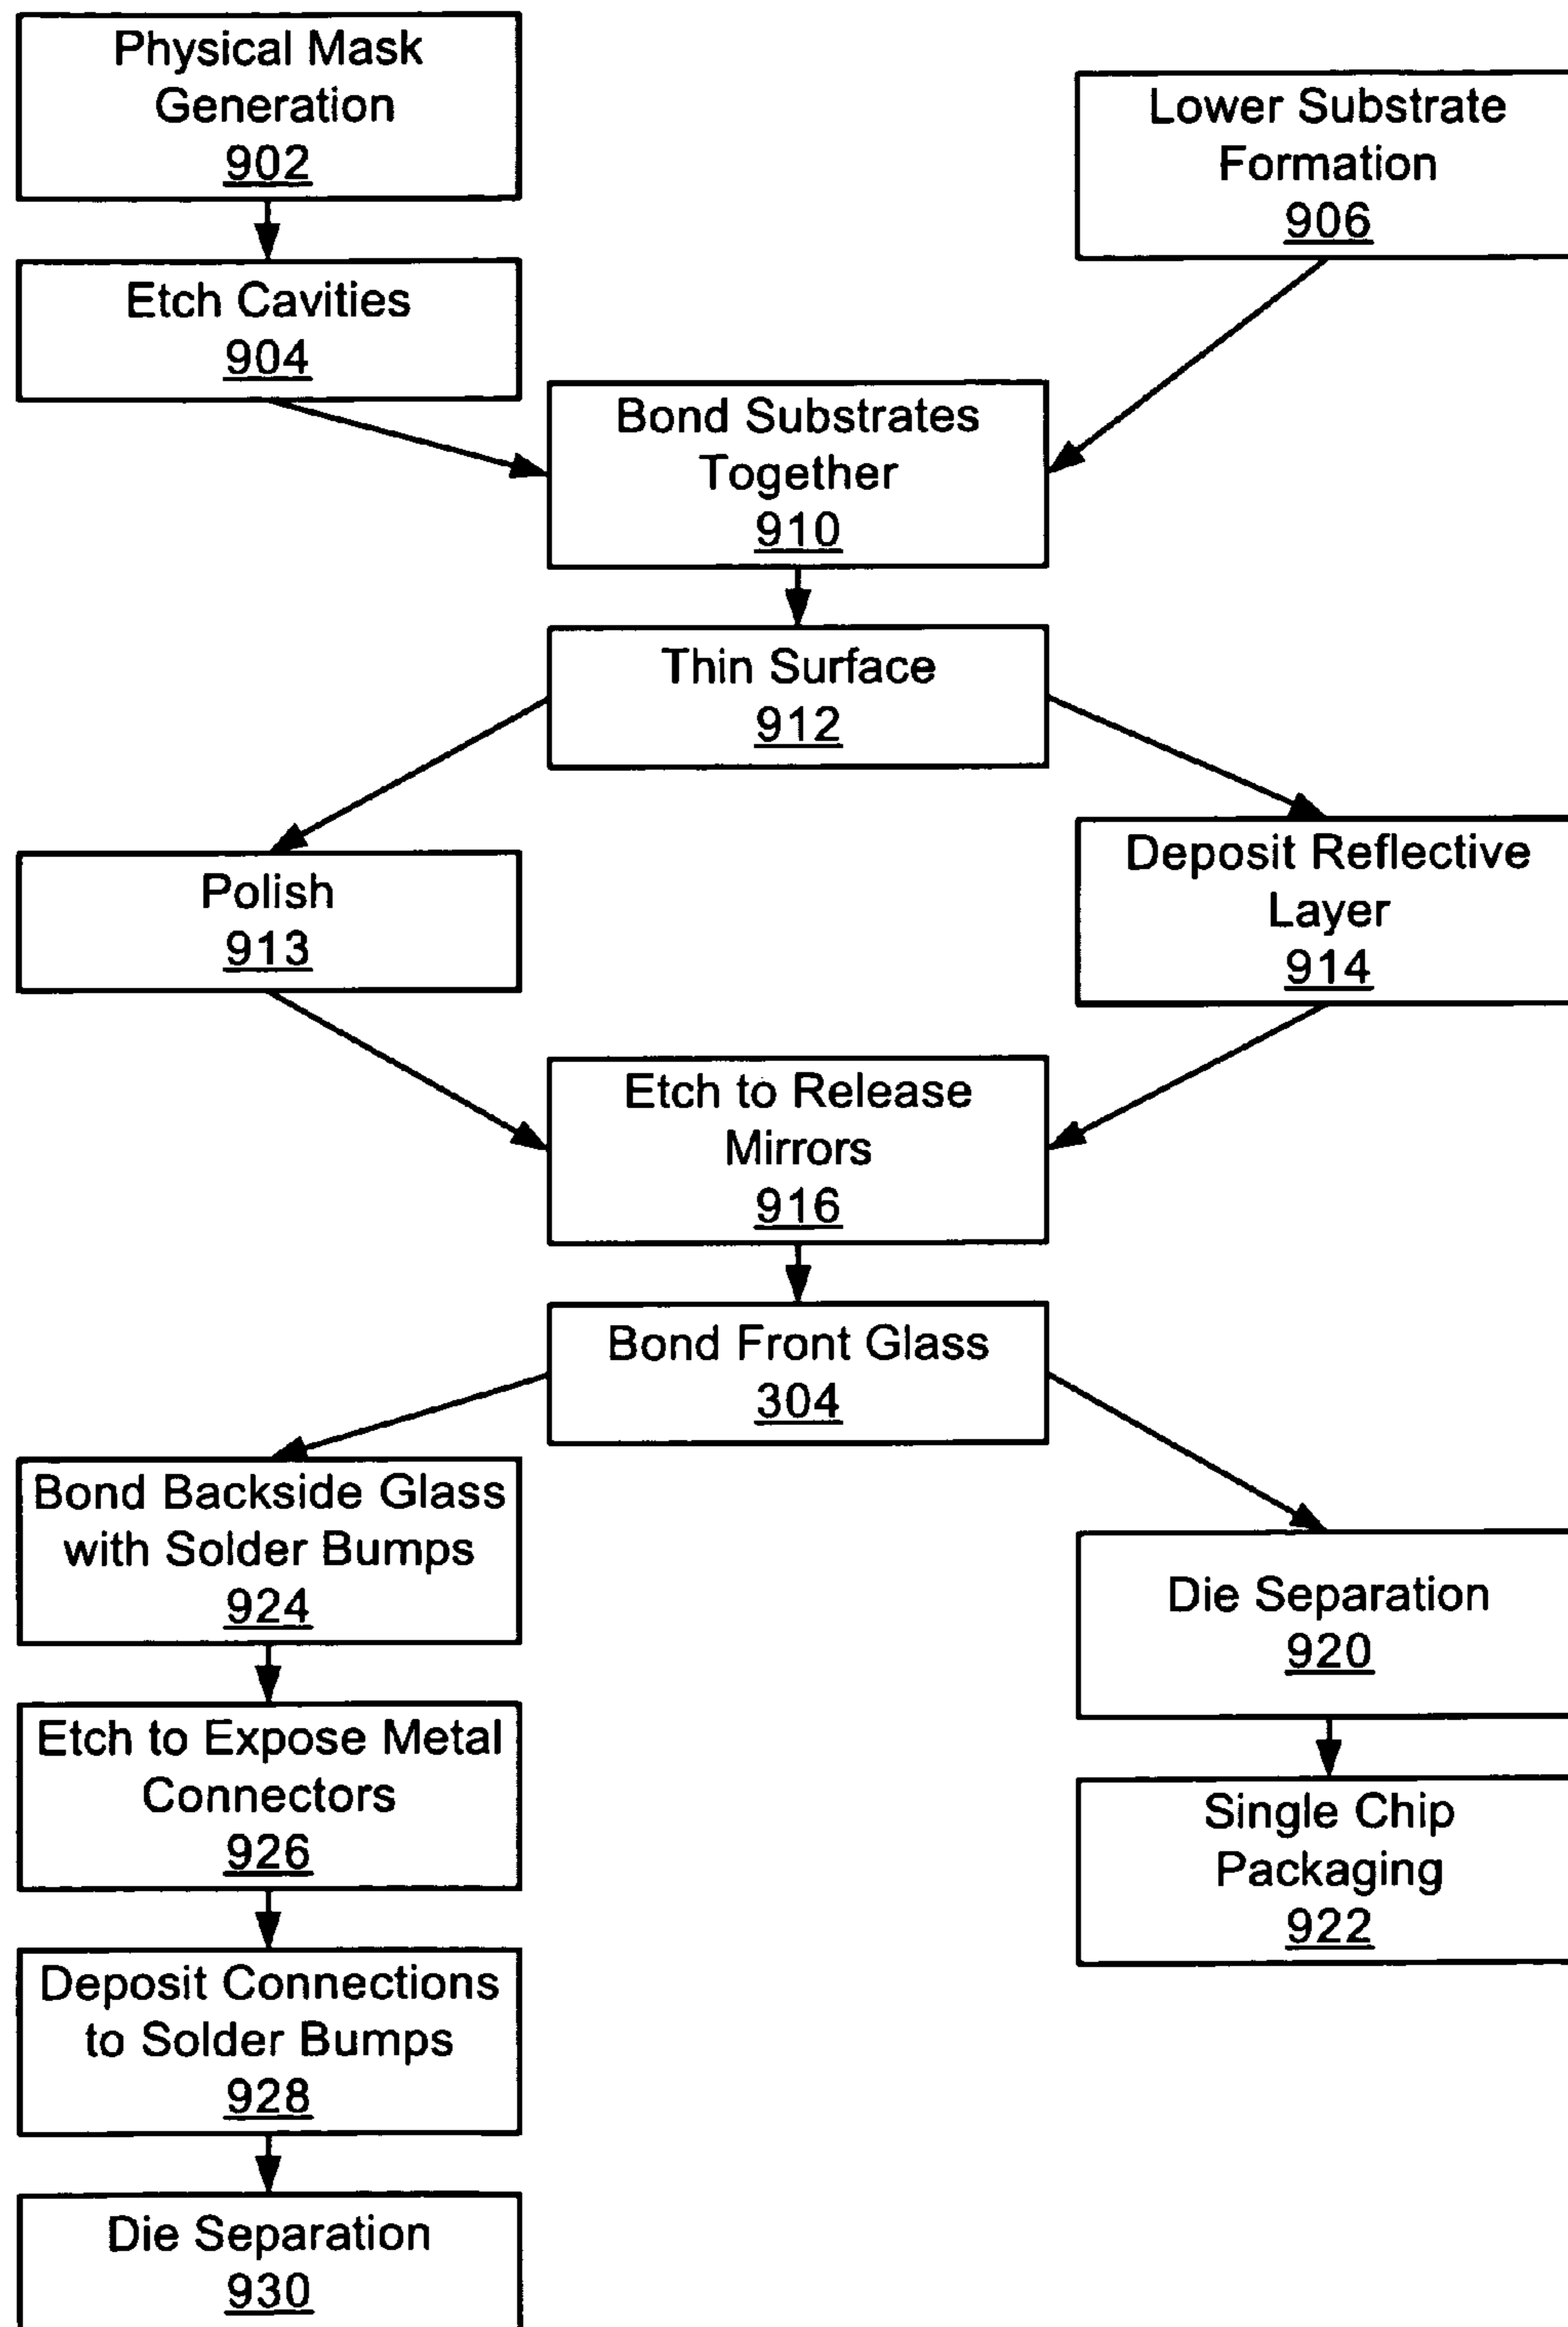 Physical Mask
Generation
902
Lower Substrate
Formation
906
Etch Cavities
904
Bond Substrates
Together
910
Thin Surface
912
Polish
913
Deposit Reflective
Layer
914
Etch to Release
Mirrors
916
Bond Front Glass
304
Bond Backside Glass
with Solder Bumps
924
Die Separation
920
Etch to Expose Metal
Connectors
926
Single Chip
Packaging
922
Deposit Connections
to Solder Bumps
928
Die Separation
930